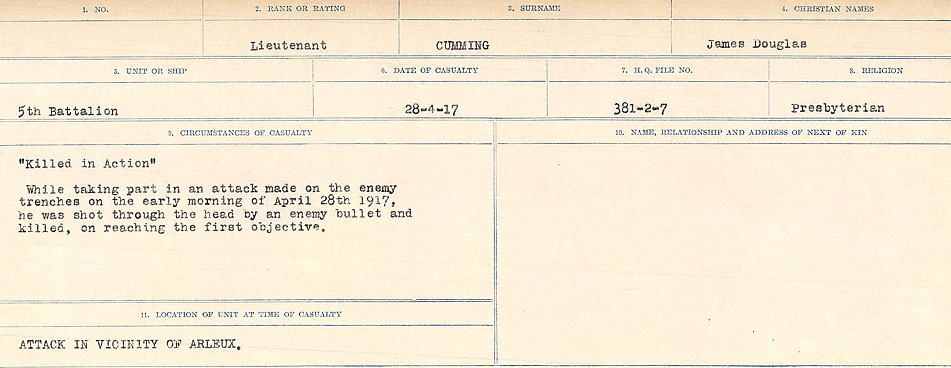 1. NO.
2. RANK OR RATING
3. SURNAME
4. CHRISTIAN NAMES
Lieutenant
CUMMING
James Douglas
5. UNIT OR SHIP
6. DATE OF CASUALTY
7. H. Q. FILE NO.
8. RELIGION
5th Battalion
28-4-17
381-2-7
Presbyterian
9. CIRCUMSTANCES OF CASUALTY
10. NAME, RELATIONSHIP AND ADDRESS OF NEXT OF KIN
"Killed in Action"
While taking part in an attack made on the enemy
trenches on the early morning of April 28th 1917,
he was shot through the head by an enemy bullet and
killed, on reaching the first objective.
11. LOCATION OF UNIT AT TIME OF CASUALTY
ATTACK IN VICINITY OF ARLEUX.